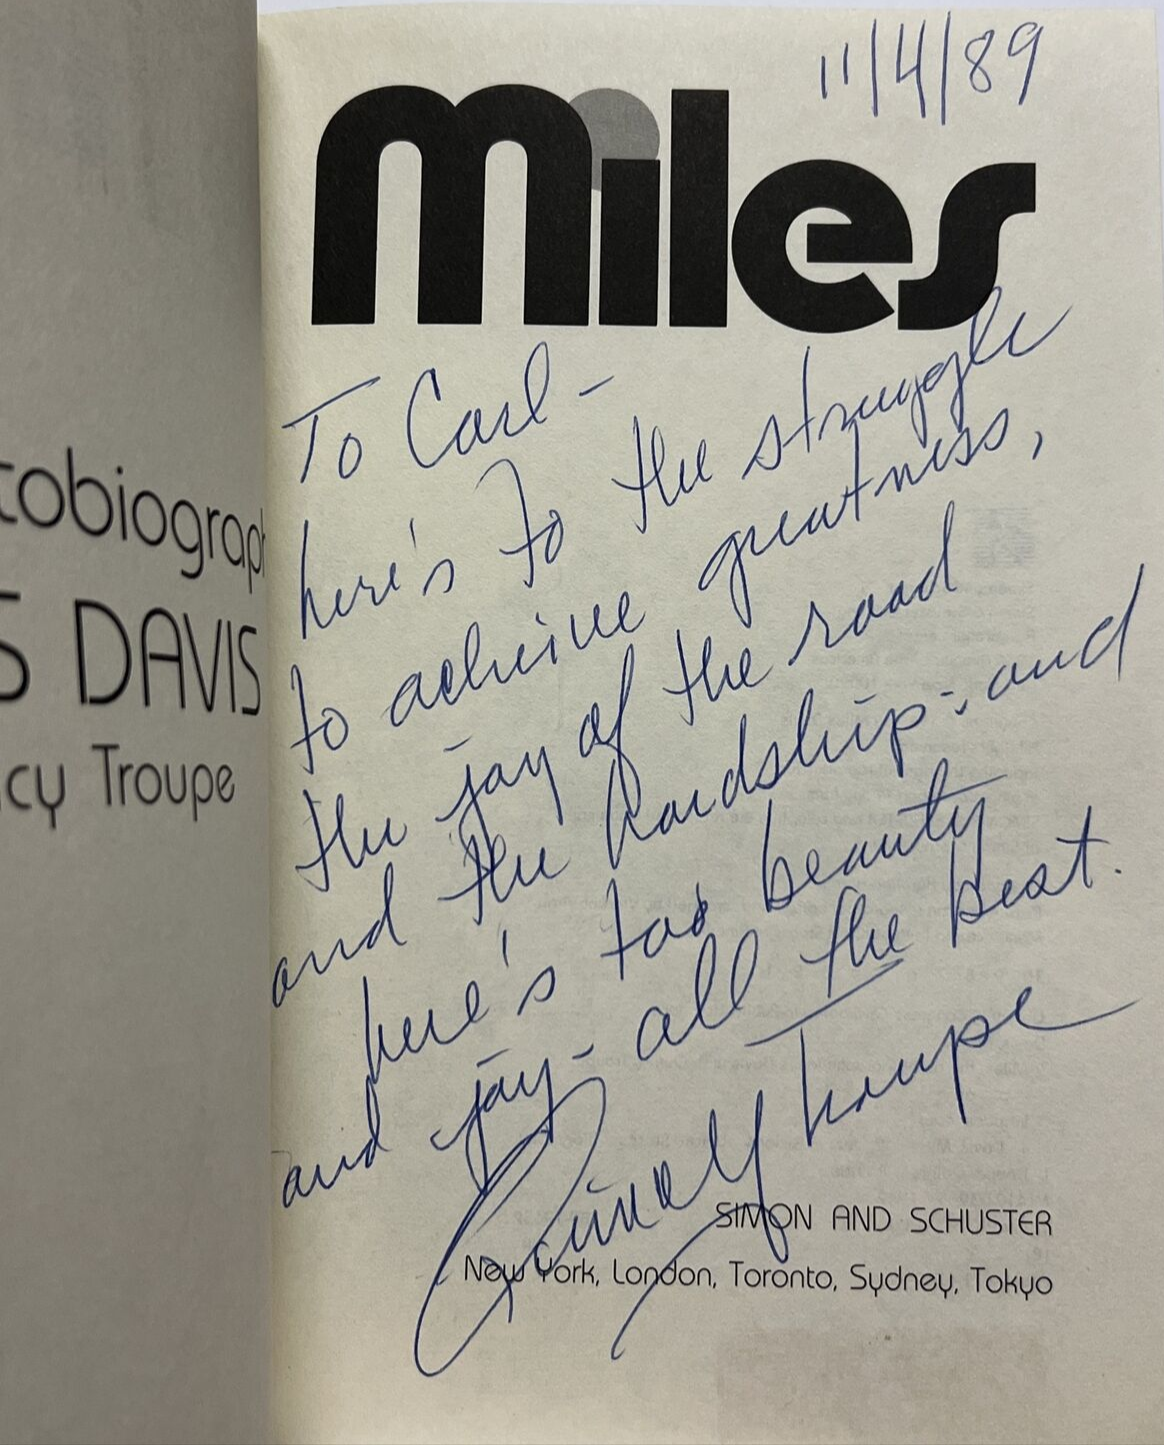 tobiograph
S DAVIS
cy Troupe
11/4/89
Miles
To Carl -
here's to the struggle
to acheive greatness,
the joy of the road
and the hardship; and
here's too beauty
and joy - all the best.
Quincy Troupe
SIMON AND SCHUSTER
New York, London, Toronto, Sydney, Tokyo